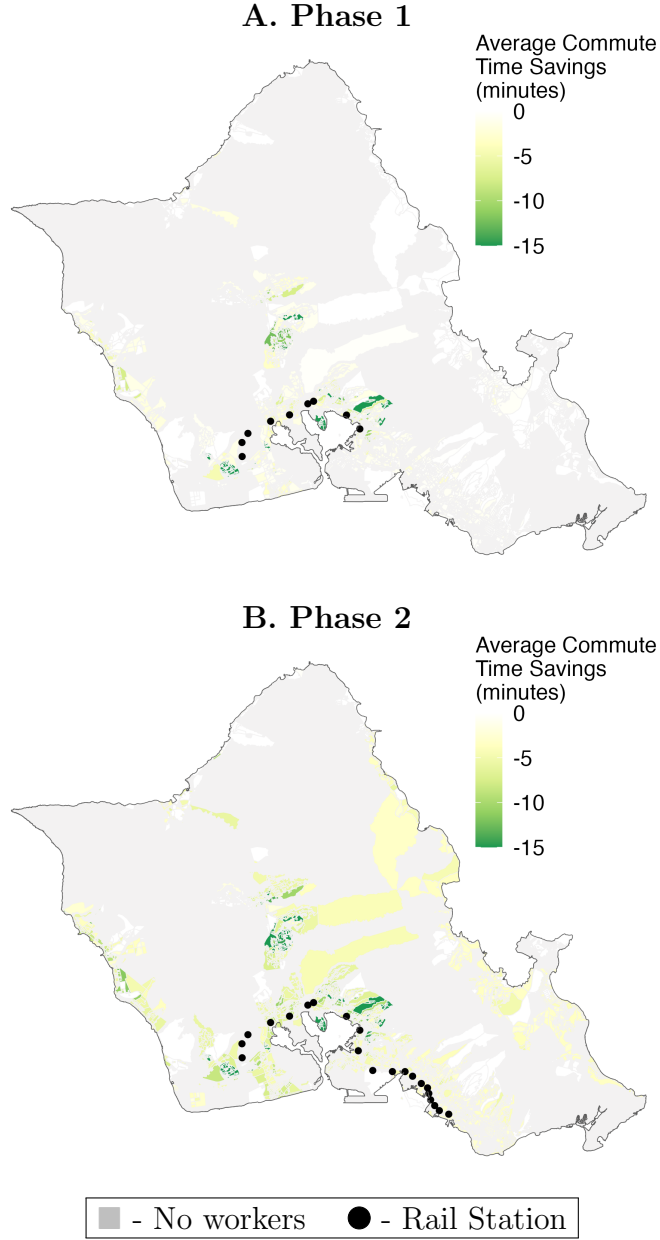 A. Phase 1
Average Commute
Time Savings
(minutes)
0
-5
-10
-15
B. Phase 2
Average Commute
Time Savings
(minutes)
0
-5
-10
-15
- No workers - Rail Station